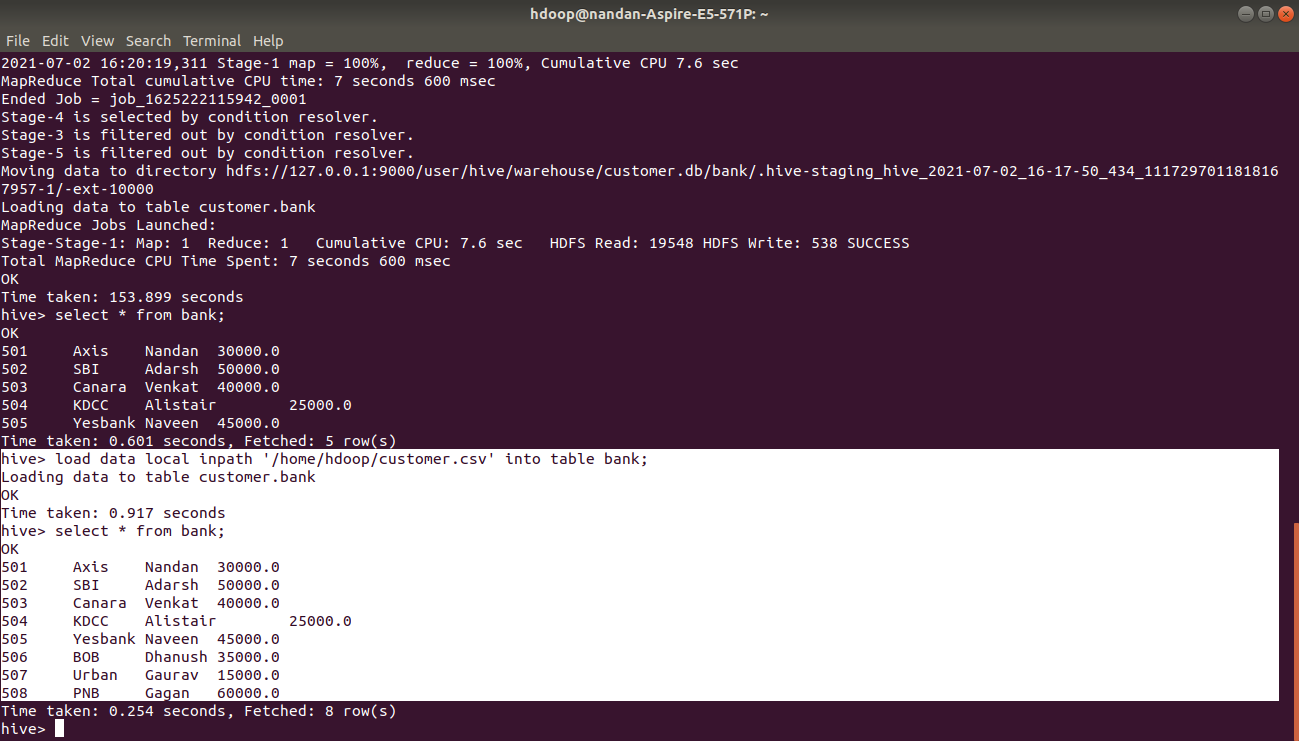 hdoop@nandan-Aspire-E5-571P: ~
File Edit View Search Terminal Help
2021-07-02 16:20:19,311 Stage-1 map = 100%,  reduce = 100%, Cumulative CPU 7.6 sec
MapReduce Total cumulative CPU time: 7 seconds 600 msec
Ended Job = job_1625222115942_0001
Stage-4 is selected by condition resolver.
Stage-3 is filtered out by condition resolver.
Stage-5 is filtered out by condition resolver.
Moving data to directory hdfs://127.0.0.1:9000/user/hive/warehouse/customer.db/bank/.hive-staging_hive_2021-07-02_16-17-50_434_111729701181816
7957-1/-ext-10000
Loading data to table customer.bank
MapReduce Jobs Launched:
Stage-Stage-1: Map: 1  Reduce: 1   Cumulative CPU: 7.6 sec   HDFS Read: 19548 HDFS Write: 538 SUCCESS
Total MapReduce CPU Time Spent: 7 seconds 600 msec
OK
Time taken: 153.899 seconds
hive> select * from bank;
OK
501     Axis    Nandan  30000.0
502     SBI     Adarsh  50000.0
503     Canara  Venkat  40000.0
504     KDCC    Alistair        25000.0
505     Yesbank Naveen  45000.0
Time taken: 0.601 seconds, Fetched: 5 row(s)
hive> load data local inpath '/home/hdoop/customer.csv' into table bank;
Loading data to table customer.bank
OK
Time taken: 0.917 seconds
hive> select * from bank;
OK
501     Axis    Nandan  30000.0
502     SBI     Adarsh  50000.0
503     Canara  Venkat  40000.0
504     KDCC    Alistair        25000.0
505     Yesbank Naveen  45000.0
506     BOB     Dhanush 35000.0
507     Urban   Gaurav  15000.0
508     PNB     Gagan   60000.0
Time taken: 0.254 seconds, Fetched: 8 row(s)
hive>